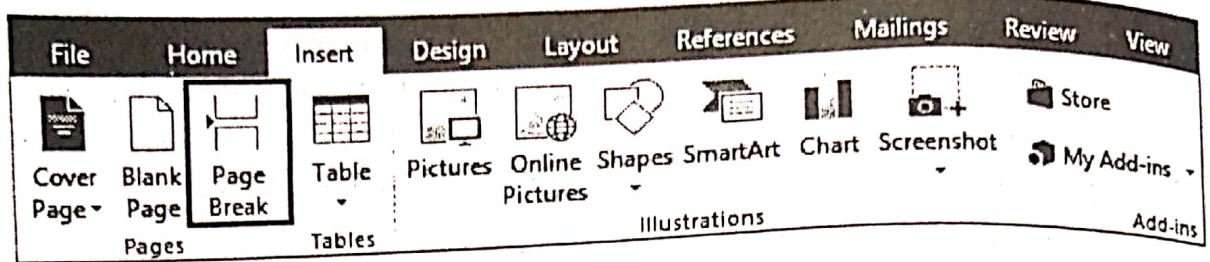 File Home Insert Design Layout References Mailings Review View
Cover Page
Blank Page
Page Break
Table
Pictures
Online Pictures
Shapes
SmartArt
Chart
Screenshot
Store
My Add-ins
Pages
Tables
Illustrations
Add-ins